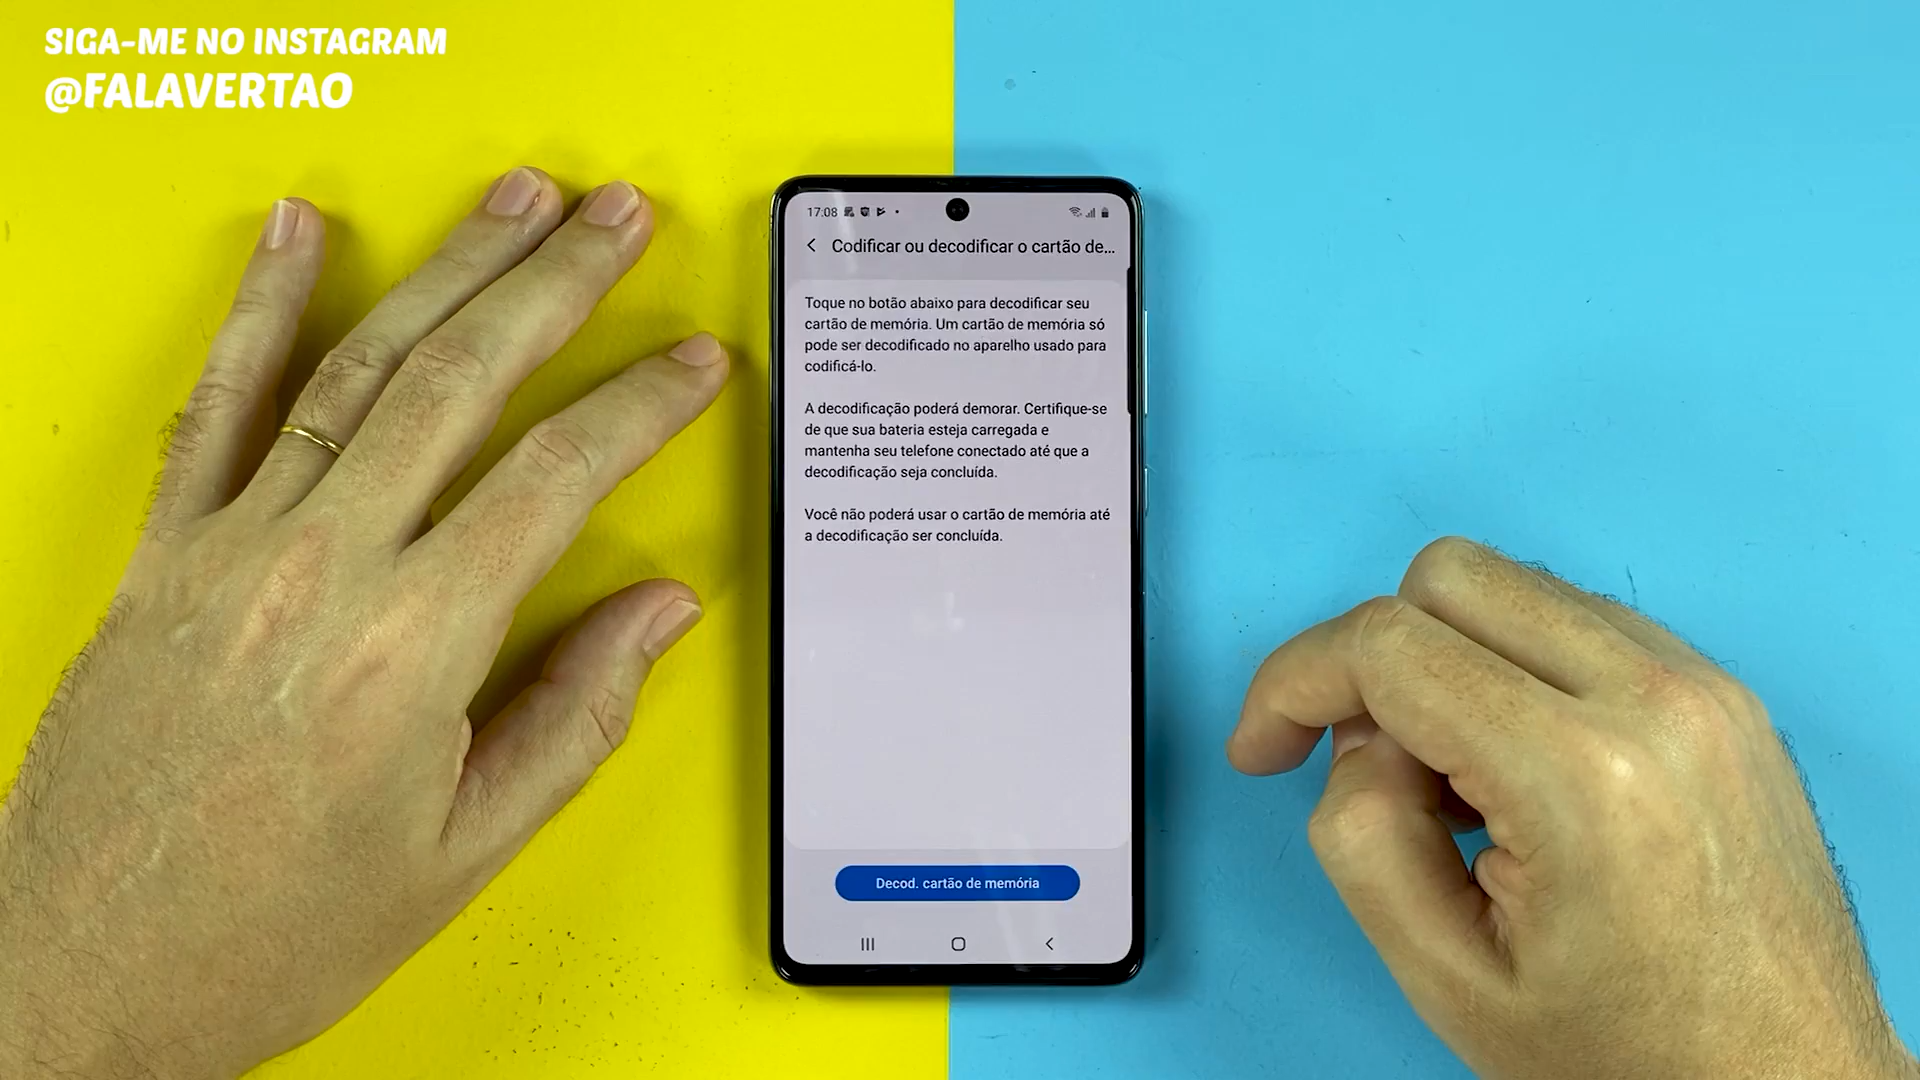 SIGA-ME NO INSTAGRAM
@FALAVERTAO
17:08
Codificar ou decodificar o cartão de...
Toque no botão abaixo para decodificar seu
cartão de memória. Um cartão de memória só
pode ser decodificado no aparelho usado para
codificá-lo.
A decodificação poderá demorar. Certifique-se
de que sua bateria esteja carregada e
mantenha seu telefone conectado até que a
decodificação seja concluída.
Você não poderá usar o cartão de memória até
a decodificação ser concluída.
Decod. cartão de memória